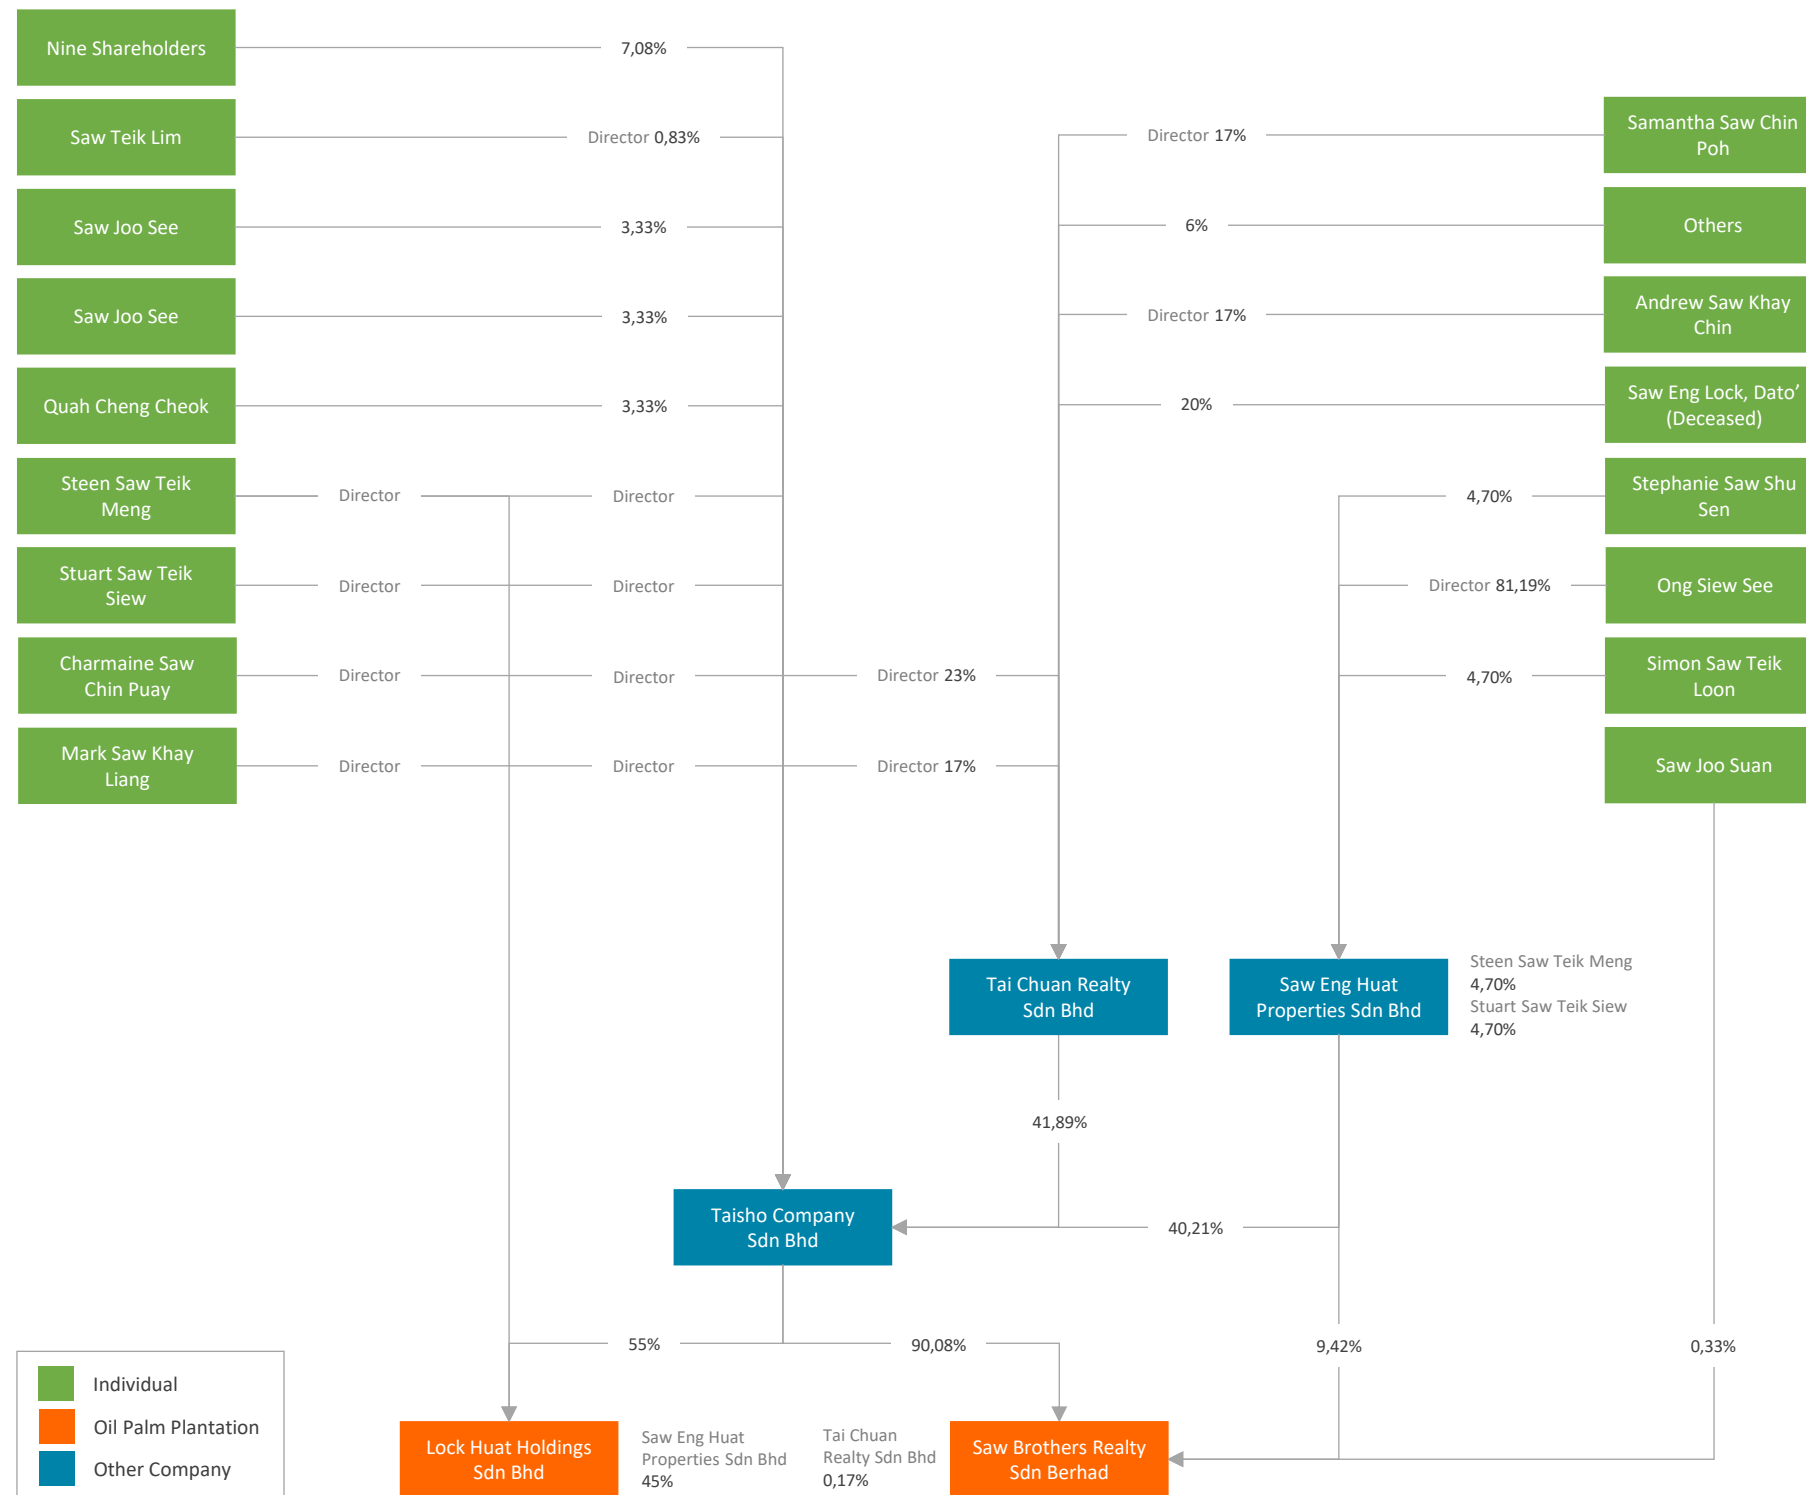 Nine Shareholders
7,08%
Saw Teik Lim
Director 0,83%
Samantha Saw Chin
Poh
Director 17%
Saw Joo See
3,33%
6%
Others
Saw Joo See
3,33%
Director 17%
Andrew Saw Khay
Chin
Quah Cheng Cheok
3,33%
20%
Saw Eng Lock, Dato’
(Deceased)
Steen Saw Teik
Meng
Director
Director
4,70%
Stephanie Saw Shu
Sen
Stuart Saw Teik
Siew
Director
Director
Director 81,19%
Ong Siew See
Charmaine Saw
Chin Puay
Director
Director
Director 23%
4,70%
Simon Saw Teik
Loon
Mark Saw Khay
Liang
Director
Director
Director 17%
Saw Joo Suan
Tai Chuan Realty
Sdn Bhd
Saw Eng Huat
Properties Sdn Bhd
Steen Saw Teik Meng
4,70%
Stuart Saw Teik Siew
4,70%
41,89%
Taisho Company
Sdn Bhd
40,21%
55%
90,08%
9,42%
0,33%
Individual
Oil Palm Plantation
Other Company
Lock Huat Holdings
Sdn Bhd
Saw Eng Huat
Properties Sdn Bhd
45%
Tai Chuan
Realty Sdn Bhd
0,17%
Saw Brothers Realty
Sdn Berhad